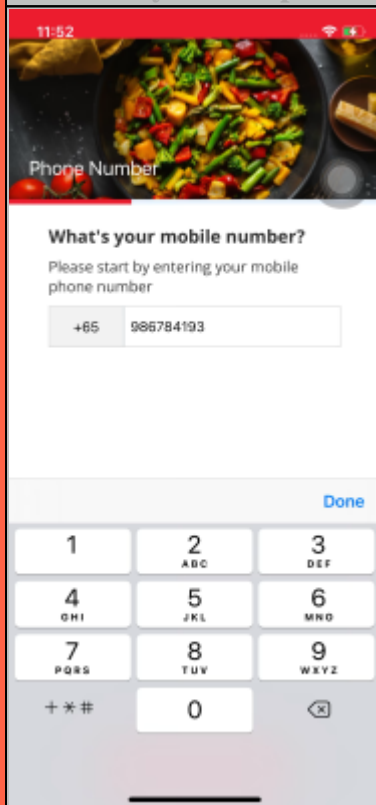 11:52
Phone Number
What's your mobile number?
Please start by entering your mobile
phone number
+65 986784193
Done
1 2 3
ABC DEF
4 5 6
GHI JKL MNO
7 8 9
PQRS TUV WXYZ
+*# 0